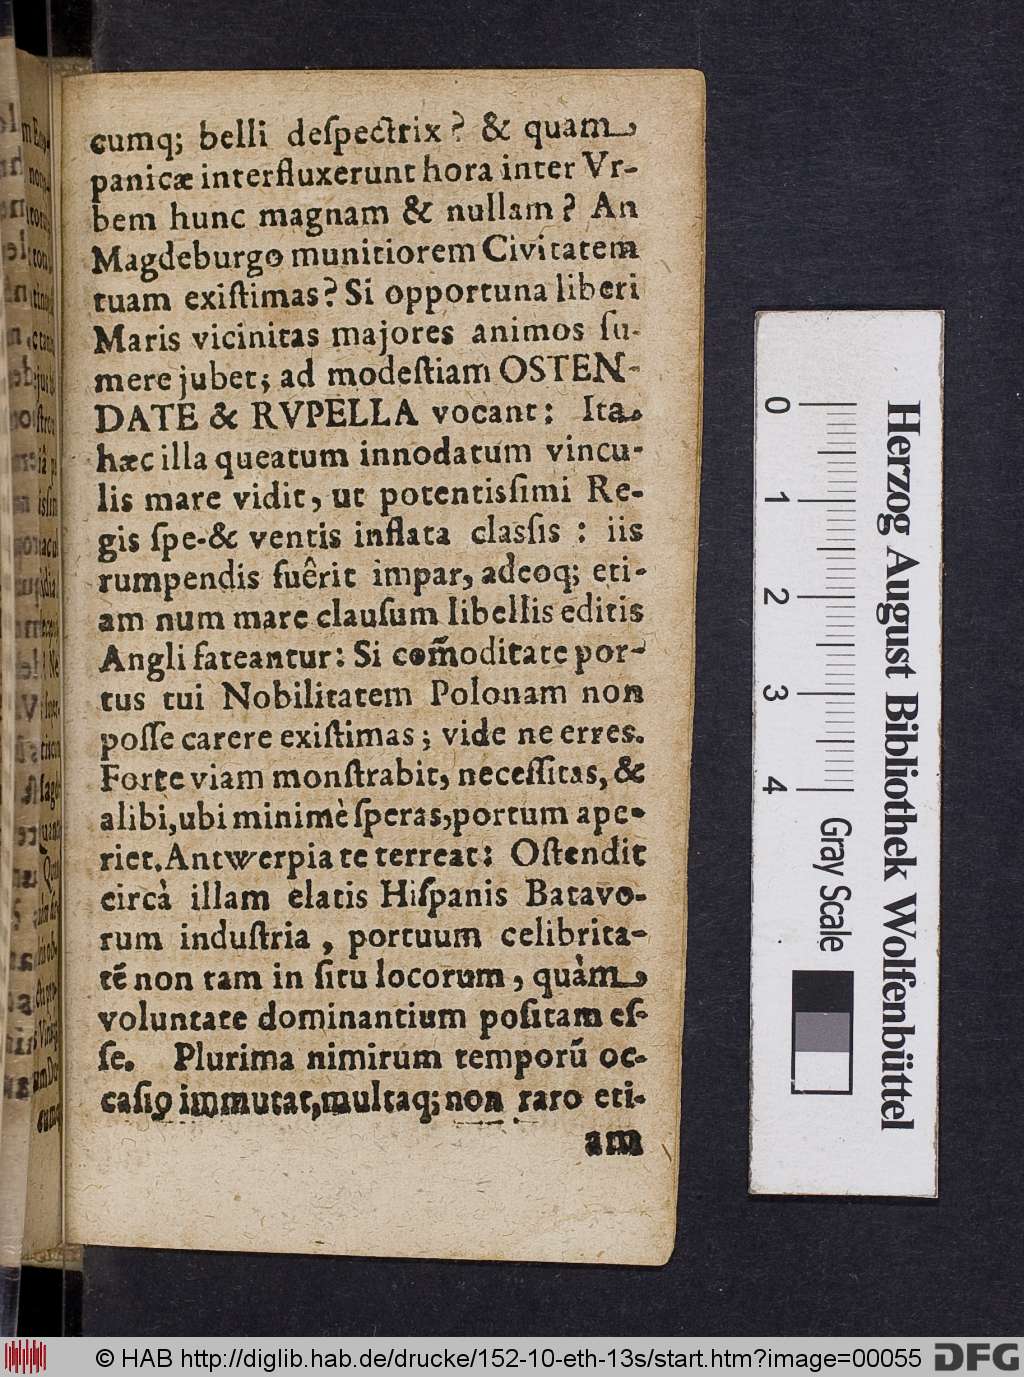 cumq; belli deſpectrix? & quam
panicæ interfluxerunt hora inter Vr-
bem hunc magnam & nullam? An
Magdeburgo munitiorem Civitatem
tuam exiſtimas? Si opportuna liberi
Maris vicinitas majores animos ſu-
mere jubet; ad modeſtiam OSTEN-
DATE & RVPELLA vocant: Ita
hæc illa queatum innodatum vincu-
lis mare vidit, ut potentisſimi Re-
gis ſpe-& ventis inflata clasſis : iis
rumpendis fuêrit impar, adeoq; eti-
am num mare clauſum libellis editis
Angli fateantur: Si com̃oditate por-
tus tui Nobilitatem Polonam non
poſſe carere exiſtimas; vide ne erres.
Forte viam monſtrabit, neceſſitas, &
alibi, ubi minimè ſperas, portum ape-
riet. Antwerpia te terreat: Oſtendit
circà illam elatis Hiſpanis Batavo-
rum induſtria, portuum celibrita-
tẽ non tam in ſitu locorum, quàm
voluntate dominantium poſitam eſ-
ſe. Plurima nimirum temporũ oc-
caſio immutat, multaq; non raro eti-
am
Herzog August Bibliothek Wolfenbüttel
0 1 2 3 4 Gray Scale
© HAB http://diglib.hab.de/drucke/152-10-eth-13s/start.htm?image=00055 DFG